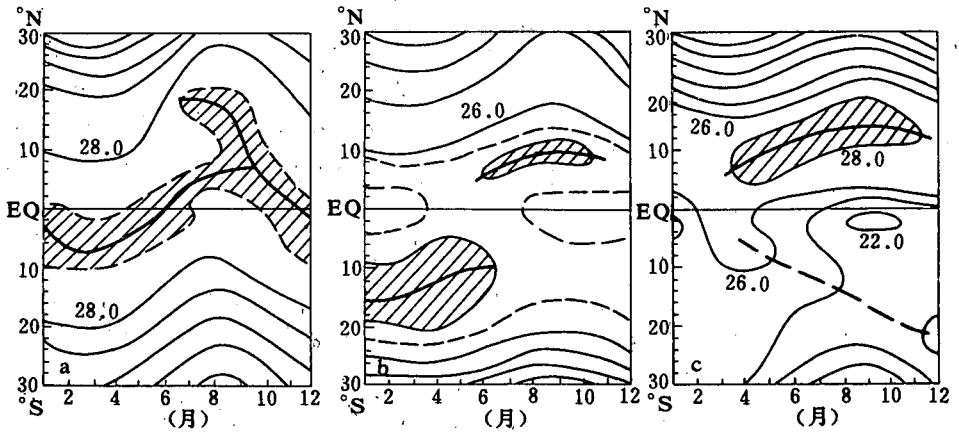 °N °N °N
30 30 30
20 20 20
10 10 10
EQ EQ EQ
10 10 10
20 20 20
30 30 30
°S °S °S
28.0 26.0 26.0
28.0
28.0 26.0 22.0
a b c
2 4 6 8 10 12 2 4 6 8 10 12 2 4 6 8 10 12
(月) (月) (月)